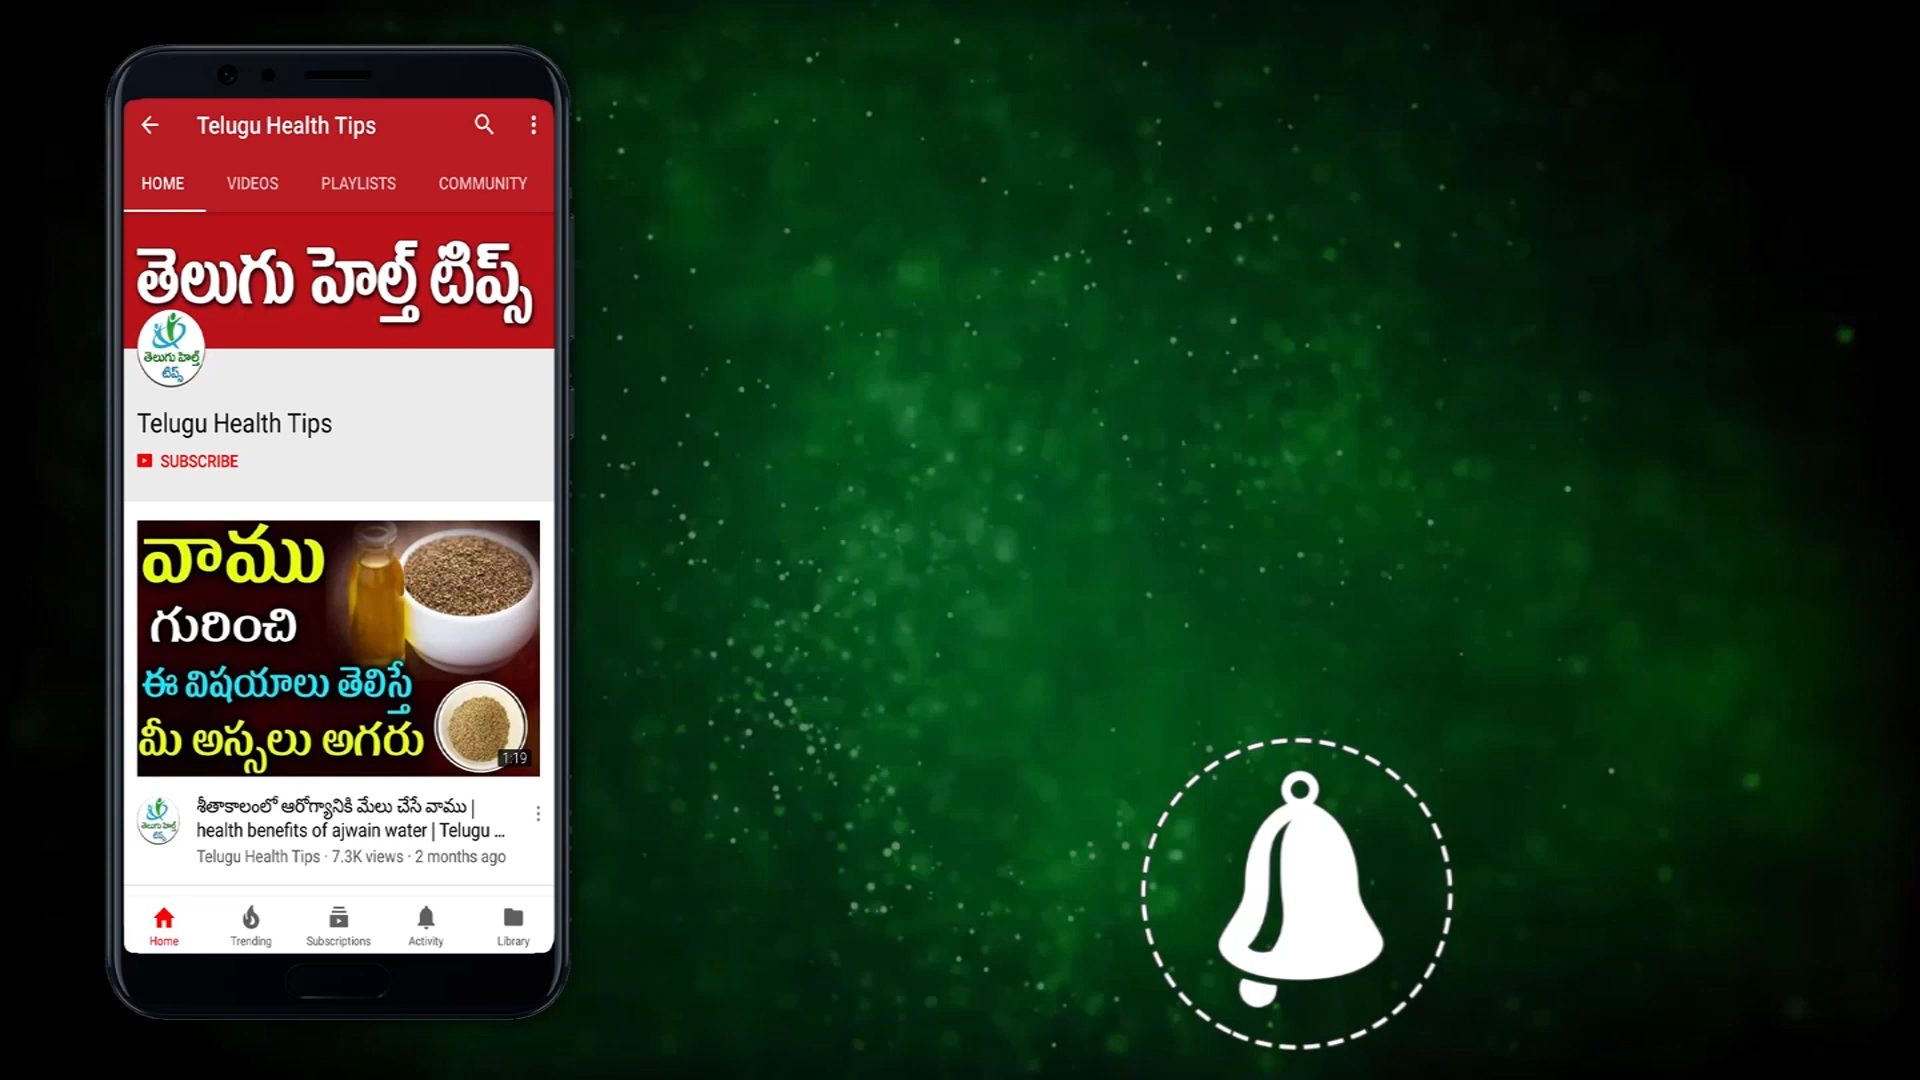 Telugu Health Tips
HOME VIDEOS PLAYLISTS COMMUNITY
తెలుగు హెల్త్ టిప్స్
తెలుగు హెల్త్
టిప్స్
Telugu Health Tips
SUBSCRIBE
వాము
గురించి
ఈ విషయాలు తెలిస్తే
మీ అస్సలు అగరు
1:19
శీతాకాలంలో ఆరోగ్యానికి మేలు చేసే వాము |
health benefits of ajwain water | Telugu ...
తెలుగు హెల్త్
టిప్స్
Telugu Health Tips · 7.3K views · 2 months ago
Home Trending Subscriptions Activity Library